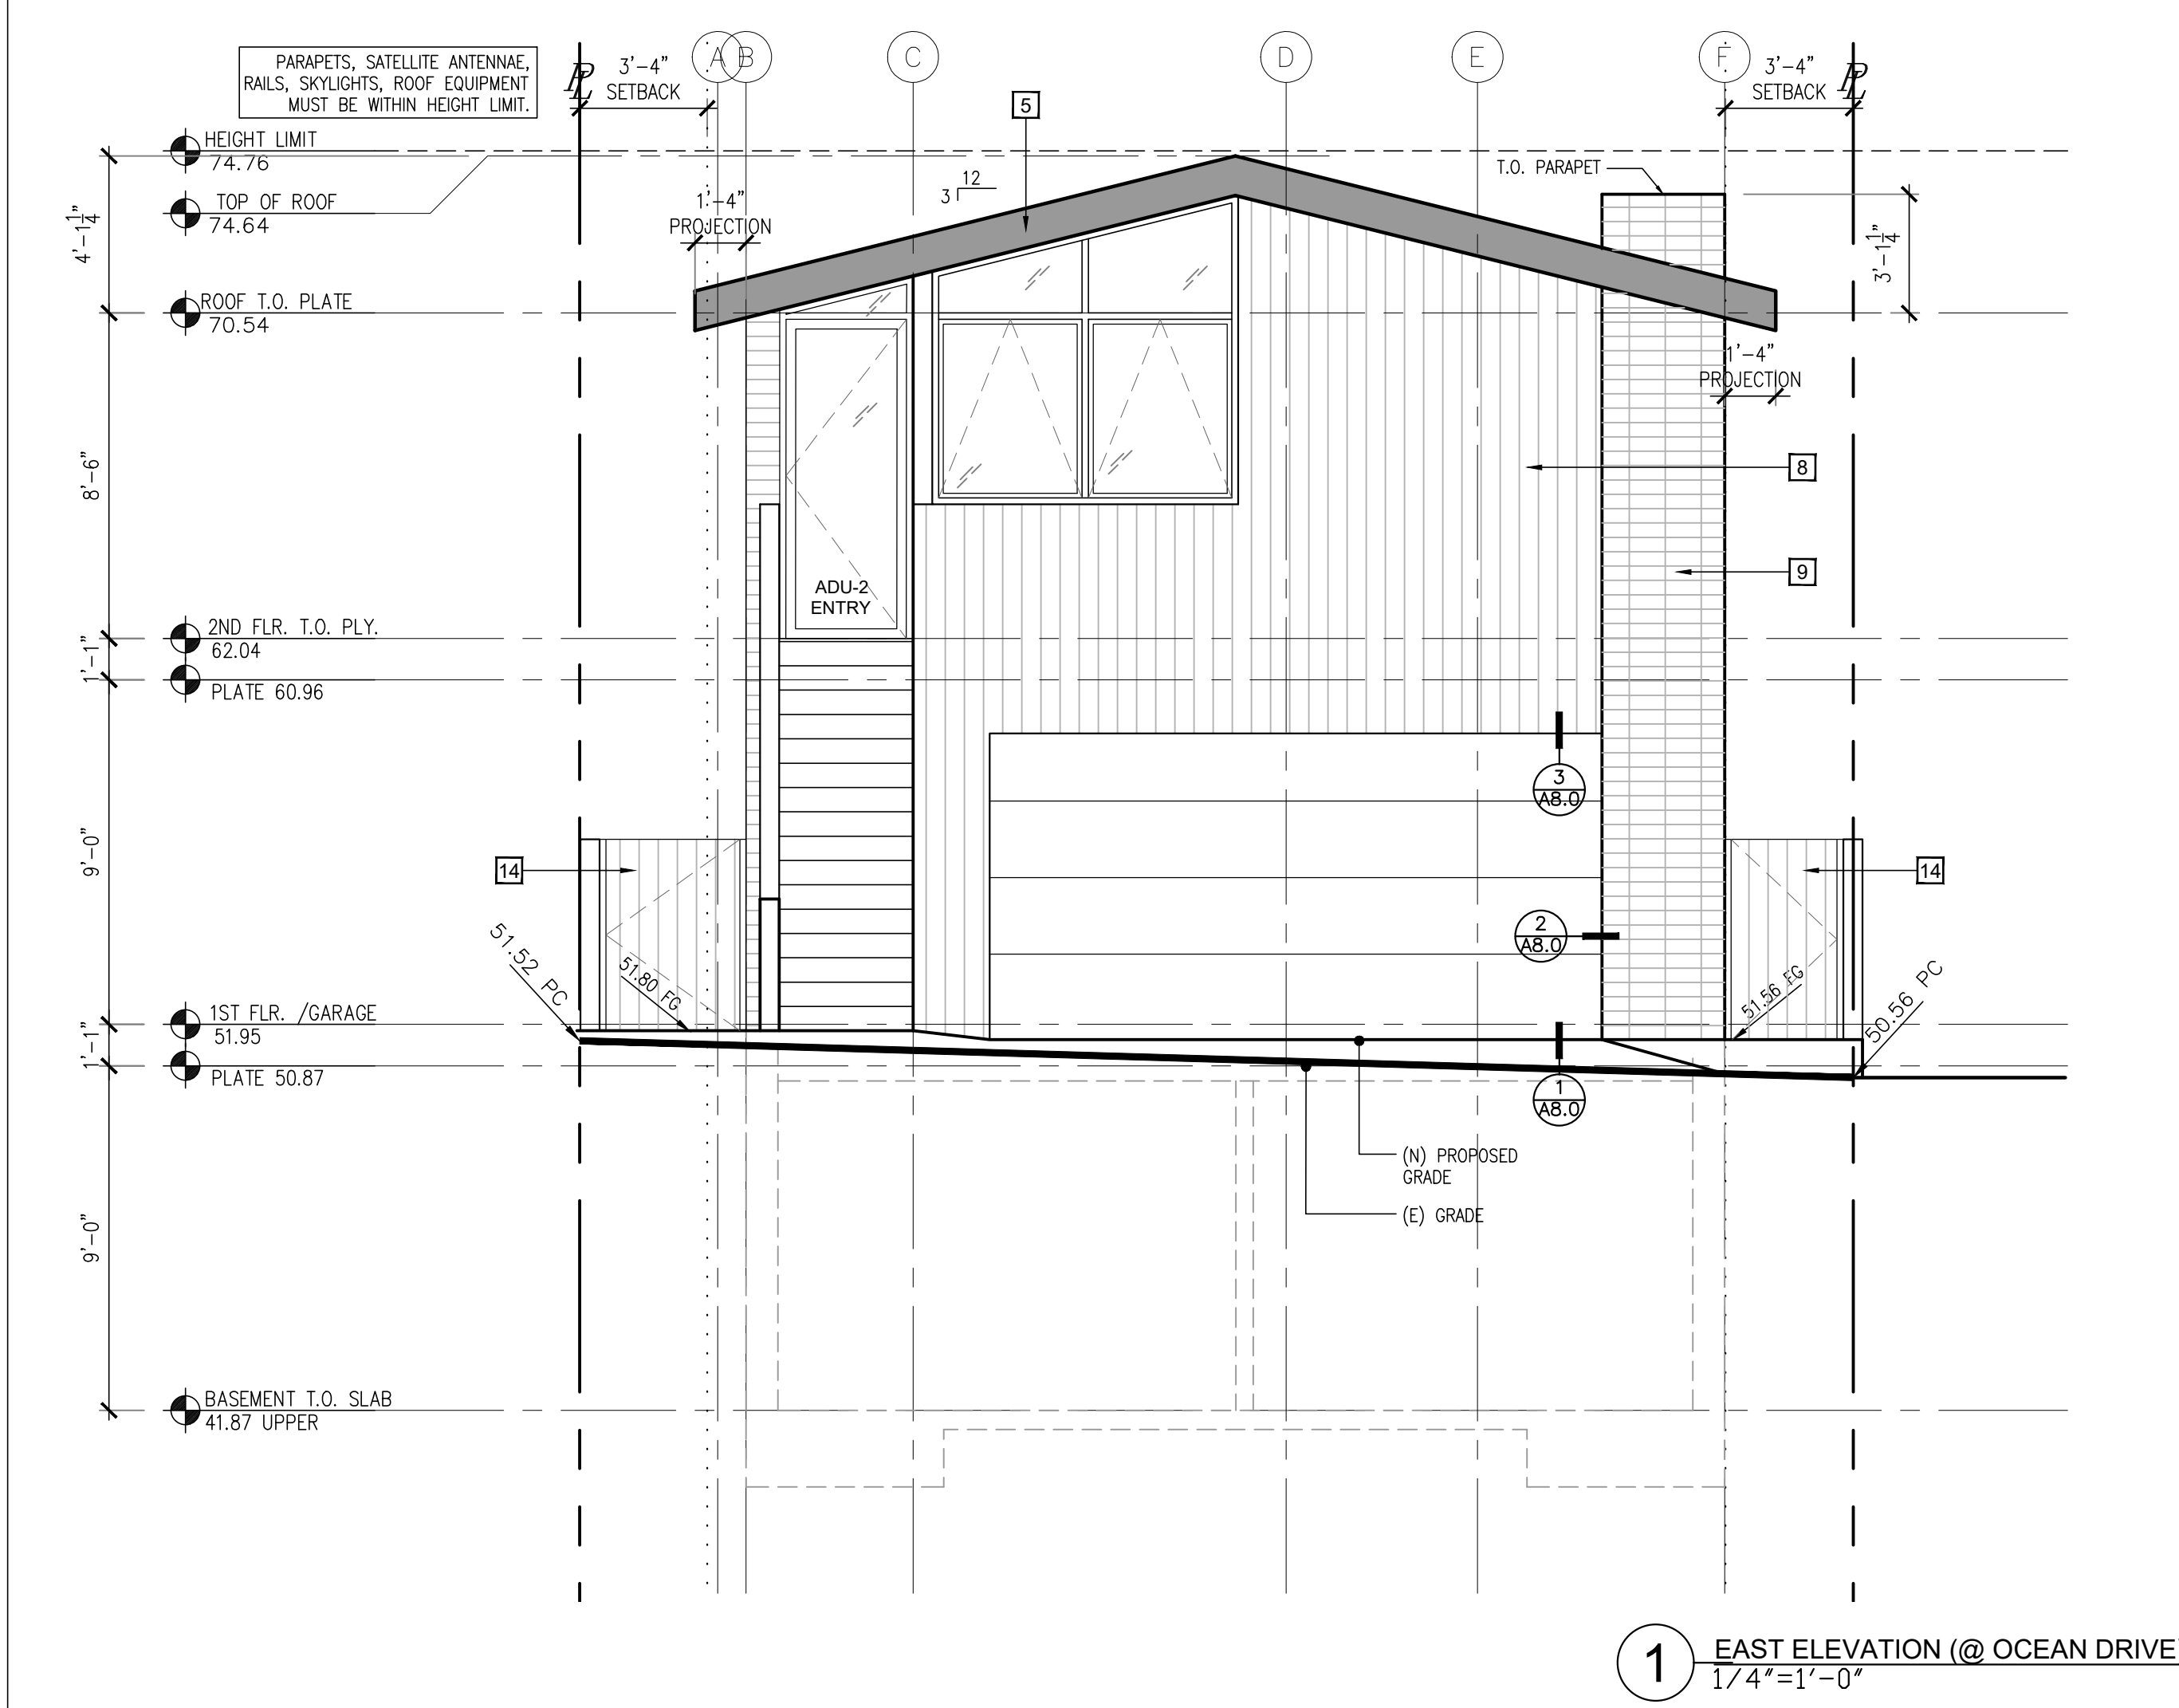 A
B
C
D
E
F
PARAPETS, SATELLITE ANTENNAE,
RAILS, SKYLIGHTS, ROOF EQUIPMENT
MUST BE WITHIN HEIGHT LIMIT.
PL
3'-4"
SETBACK
3'-4"
SETBACK
PL
5
HEIGHT LIMIT
74.76
TOP OF ROOF
74.64
4'-1 1/4"
1'-4"
PROJECTION
12
3
T.O. PARAPET
3'-1 1/4"
ROOF T.O. PLATE
70.54
1'-4"
PROJECTION
8'-6"
8
9
ADU-2
ENTRY
2ND FLR. T.O. PLY.
62.04
1'-1"
PLATE 60.96
3
A8.0
9'-0"
14
14
2
A8.0
51.52 PC
51.80 FG
51.56 FG
50.56 PC
1ST FLR. /GARAGE
51.95
1'-1"
PLATE 50.87
1
A8.0
(N) PROPOSED
GRADE
(E) GRADE
9'-0"
BASEMENT T.O. SLAB
41.87 UPPER
1
EAST ELEVATION (@ OCEAN DRIVE
1/4"=1'-0"